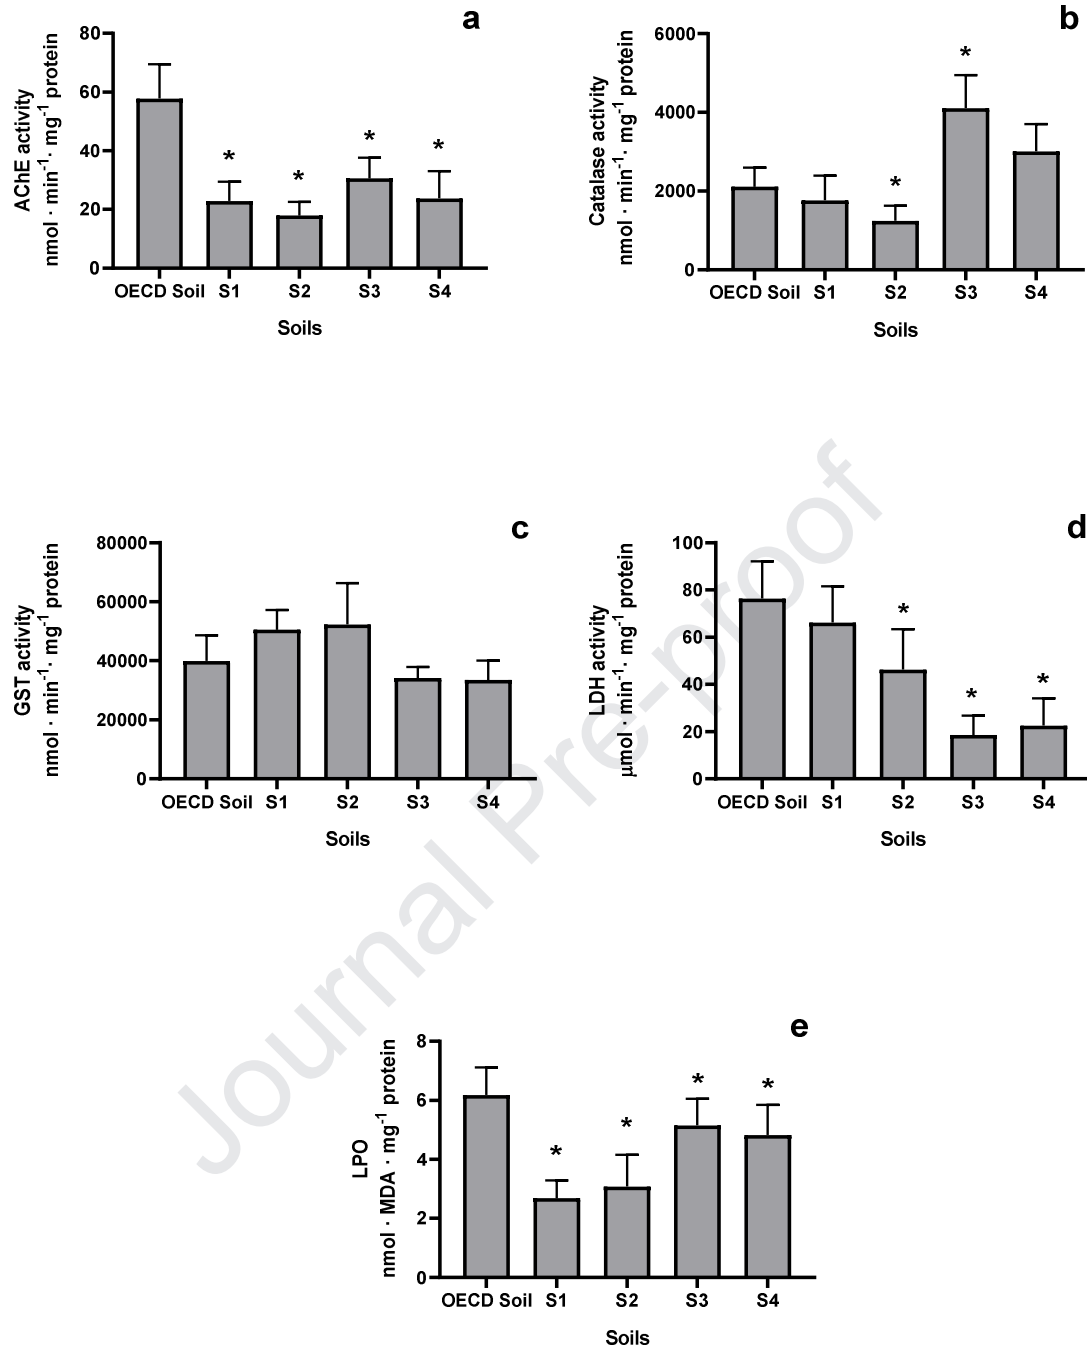 a
AChE activity
nmol · min-1· mg-1 protein
80
60
40
20
0
* * * *
OECD Soil S1 S2 S3 S4
Soils
b
Catalase activity
nmol · min-1· mg-1 protein
6000
4000
2000
0
* *
OECD Soil S1 S2 S3 S4
Soils
c
GST activity
nmol · min-1· mg-1 protein
80000
60000
40000
20000
0
OECD Soil S1 S2 S3 S4
Soils
d
LDH activity
μmol · min-1· mg-1 protein
100
80
60
40
20
0
* * *
OECD Soil S1 S2 S3 S4
Soils
e
LPO
nmol · MDA · mg-1 protein
8
6
4
2
0
* * * *
OECD Soil S1 S2 S3 S4
Soils
Journal Pre-proof